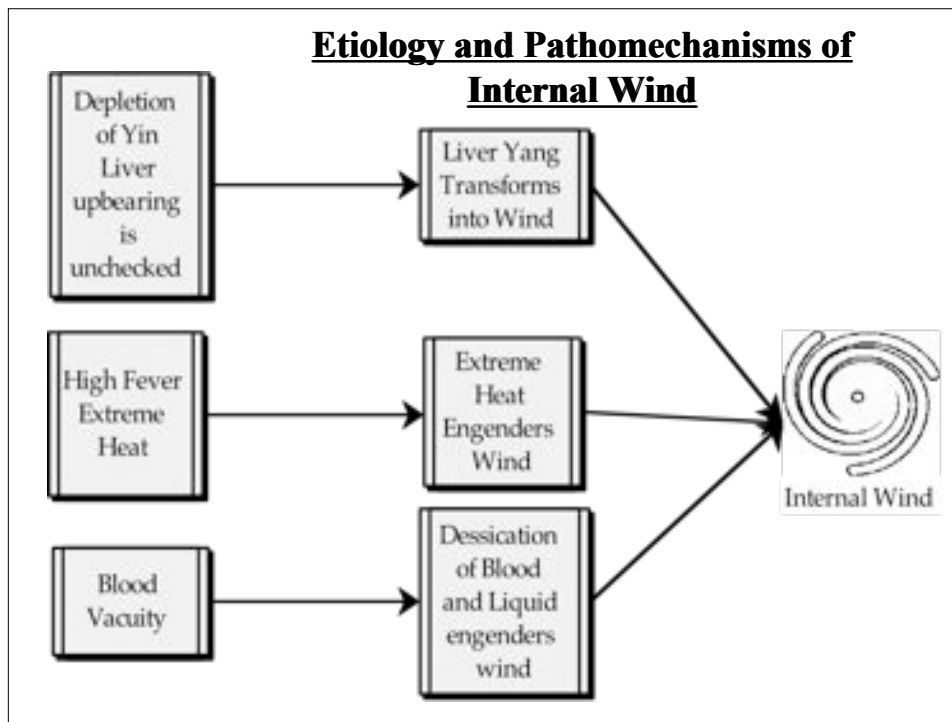 Etiology and Pathomechanisms of
Internal Wind
Depletion
of Yin
Liver
upbearing
is
unchecked
Liver Yang
Transforms
into Wind
High Fever
Extreme
Heat
Extreme
Heat
Engenders
Wind
Internal Wind
Blood
Vacuity
Dessication
of Blood
and Liquid
engenders
wind